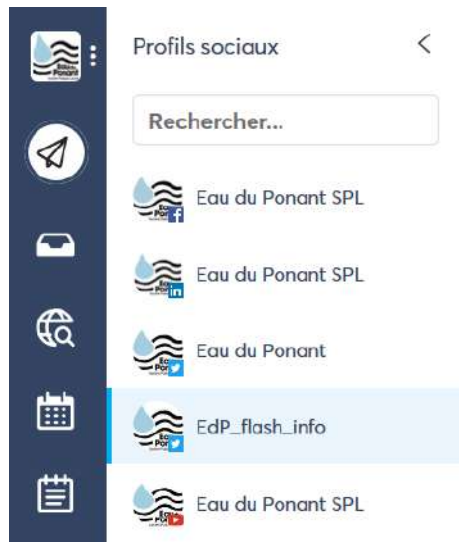 Profils sociaux
Rechercher...
Eau du Ponant SPL
Eau du Ponant SPL
Eau du Ponant
EdP_flash_info
Eau du Ponant SPL